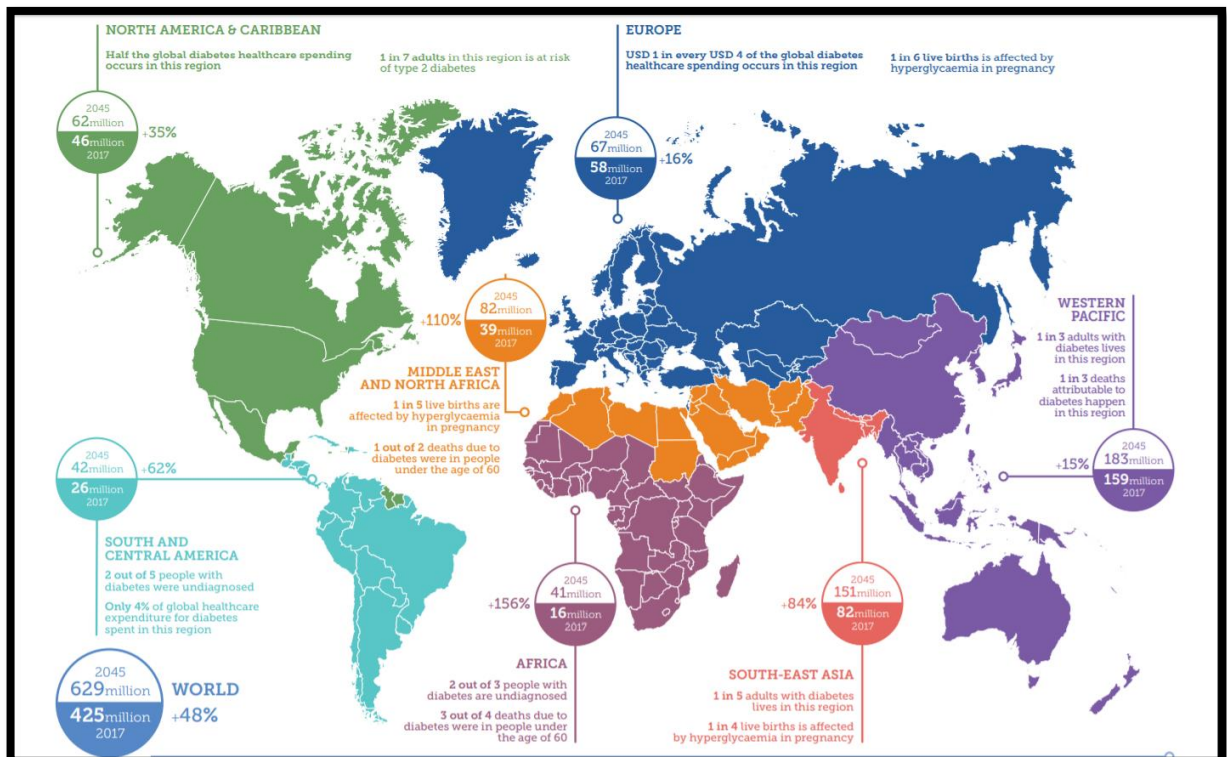 NORTH AMERICA & CARIBBEAN
Half the global diabetes healthcare spending
occurs in this region
1 in 7 adults in this region is at risk
of type 2 diabetes
2045
62million
46million
2017
+35%
EUROPE
USD 1 in every USD 4 of the global diabetes
healthcare spending occurs in this region
1 in 6 live births is affected by
hyperglycaemia in pregnancy
2045
67million
58million
2017
+16%
2045
82million
39million
2017
+110%
MIDDLE EAST
AND NORTH AFRICA
1 in 5 live births are
affected by hyperglycaemia
in pregnancy
1 out of 2 deaths due to
diabetes were in people
under the age of 60
WESTERN
PACIFIC
1 in 3 adults with
diabetes lives
in this region
1 in 3 deaths
attributable to
diabetes happen
in this region
+15%
2045
183million
159million
2017
2045
42million
26million
2017
+62%
SOUTH AND
CENTRAL AMERICA
2 out of 5 people with
diabetes were undiagnosed
Only 4% of global healthcare
expenditure for diabetes
spent in this region
+156%
2045
41million
16million
2017
AFRICA
2 out of 3 people with
diabetes are undiagnosed
3 out of 4 deaths due to
diabetes were in people under
the age of 60
+84%
2045
151million
82million
2017
SOUTH-EAST ASIA
1 in 5 adults with diabetes
lives in this region
1 in 4 live births is affected
by hyperglycaemia in pregnancy
2045
629million
425million
2017
WORLD
+48%